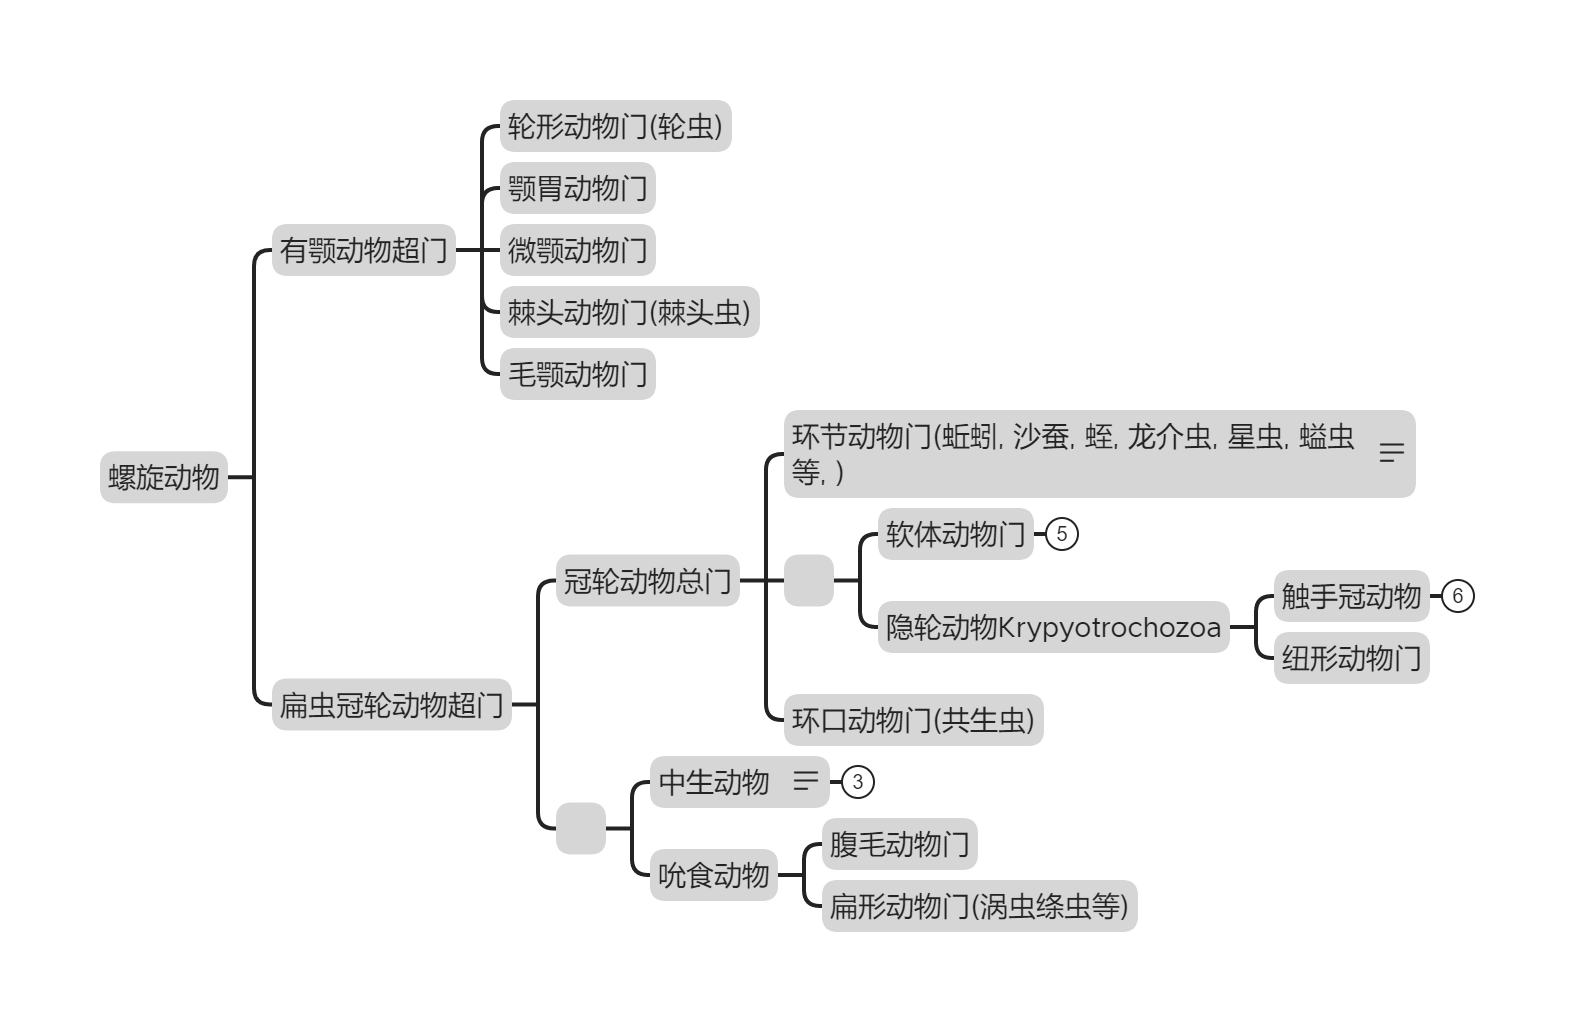 轮形动物门(轮虫)
颚胃动物门
有颚动物超门
微颚动物门
棘头动物门(棘头虫)
毛颚动物门
螺旋动物
环节动物门(蚯蚓, 沙蚕, 蛭, 龙介虫, 星虫, 螠虫
等, )
软体动物门
5
冠轮动物总门
触手冠动物
6
隐轮动物Krypyotrochozoa
纽形动物门
扁虫冠轮动物超门
环口动物门(共生虫)
中生动物
3
腹毛动物门
吮食动物
扁形动物门(涡虫绦虫等)